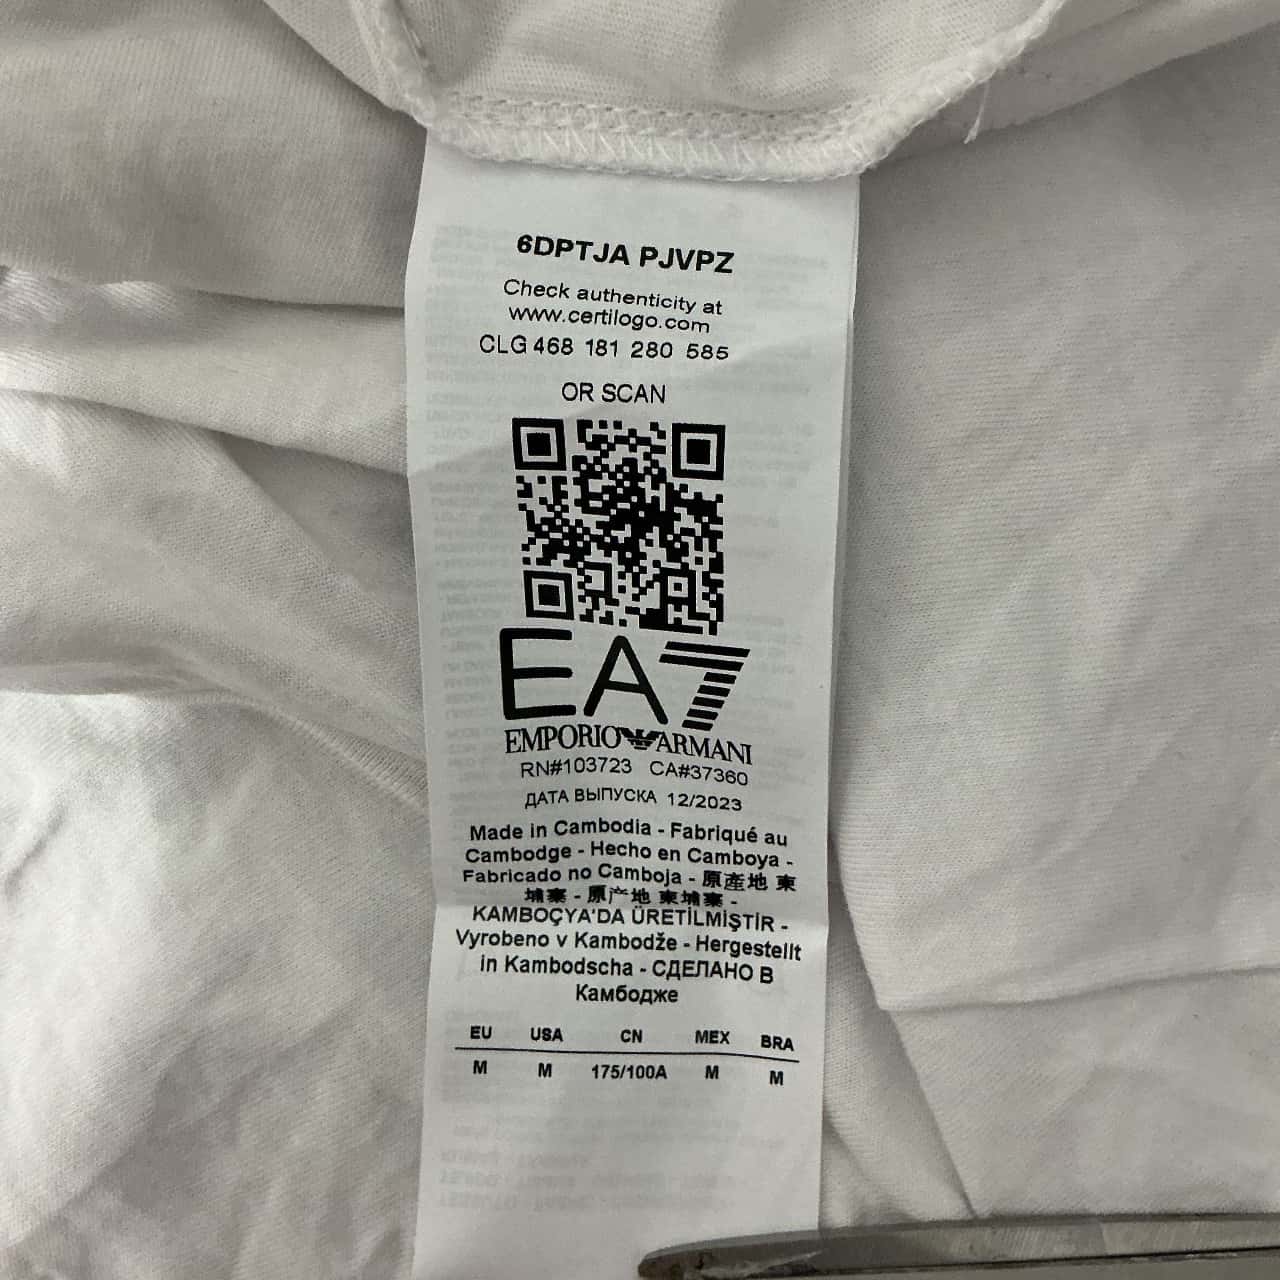 6DPTJA PJVPZ
Check authenticity at
www.certilogo.com
CLG 468 181 280 585
OR SCAN
EA7
EMPORIO ARMANI
RN#103723 CA#37360
ДАТА ВЫПУСКА 12/2023
Made in Cambodia - Fabriqué au
Cambodge - Hecho en Camboya -
Fabricado no Camboja - 原產地 柬
埔寨 - 原产地 柬埔寨 -
KAMBOÇYA'DA ÜRETİLMİŞTİR -
Vyrobeno v Kambodže - Hergestellt
in Kambodscha - СДЕЛАНО В
Камбодже
EU USA CN MEX BRA
M M 175/100A M M